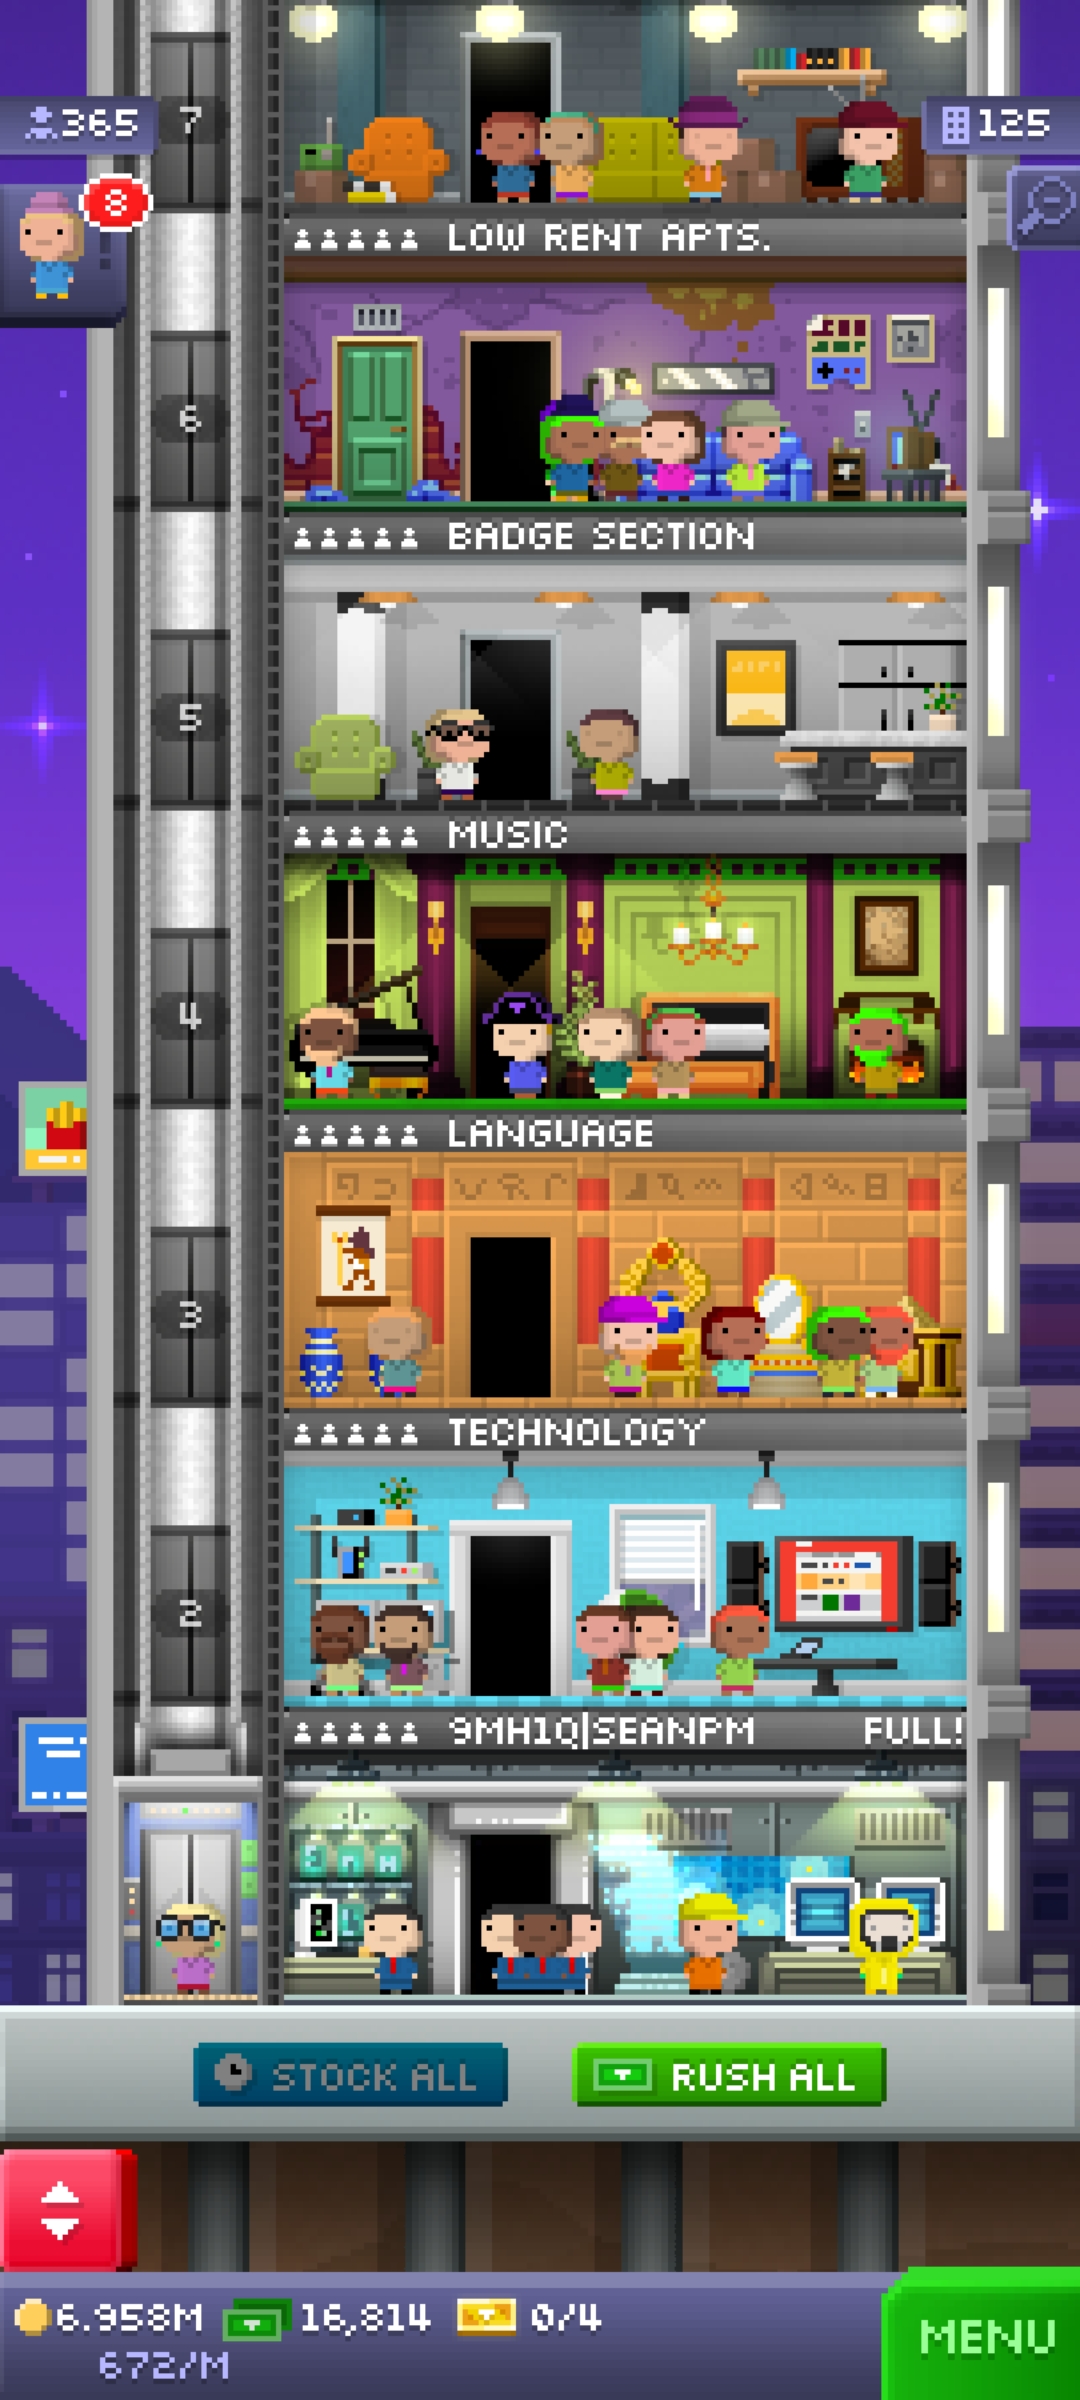 365
7
125
8
LOW RENT APTS.
6
BADGE SECTION
5
MUSIC
4
LANGUAGE
3
TECHNOLOGY
2
9MH1Q|SEANPM FULL!
STOCK ALL
RUSH ALL
6.958M 16,814 0/4
672/M
MENU